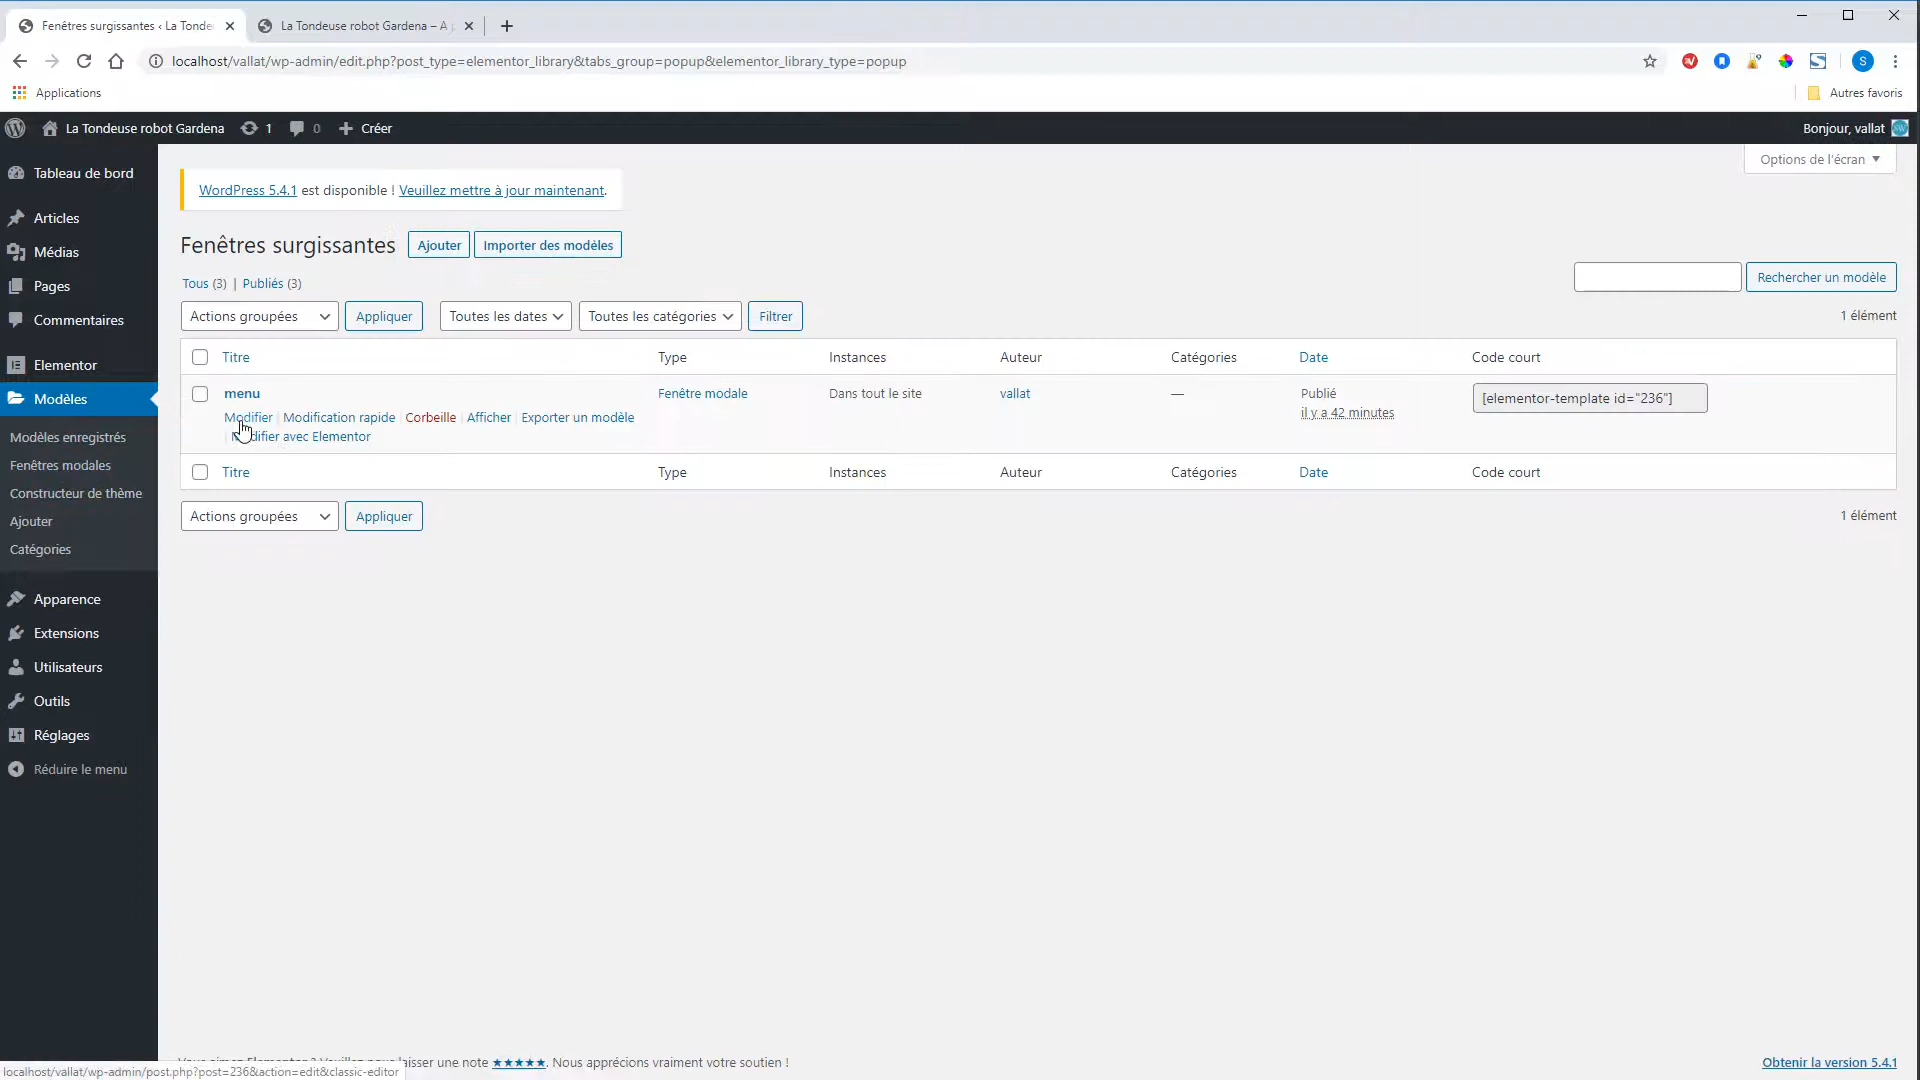 Fenêtres surgissantes ‹ La Tonde
La Tondeuse robot Gardena – A
localhost/vallat/wp-admin/edit.php?post_type=elementor_library&tabs_group=popup&elementor_library_type=popup
S
Applications
Autres favoris
La Tondeuse robot Gardena
1
0
Créer
Bonjour, vallat
Options de l'écran
WordPress 5.4.1 est disponible ! Veuillez mettre à jour maintenant.
Fenêtres surgissantes
Ajouter
Importer des modèles
Tous (3) | Publiés (3)
Rechercher un modèle
Actions groupées
Appliquer
Toutes les dates
Toutes les catégories
Filtrer
1 élément
Titre
Type
Instances
Auteur
Catégories
Date
Code court
menu
Fenêtre modale
Dans tout le site
vallat
—
Publié
il y a 42 minutes
[elementor-template id="236"]
Modifier | Modification rapide | Corbeille | Afficher | Exporter un modèle
| Modifier avec Elementor
Titre
Type
Instances
Auteur
Catégories
Date
Code court
Actions groupées
Appliquer
1 élément
Tableau de bord
Articles
Médias
Pages
Commentaires
Elementor
Modèles
Modèles enregistrés
Fenêtres modales
Constructeur de thème
Ajouter
Catégories
Apparence
Extensions
Utilisateurs
Outils
Réglages
Réduire le menu
laisser une note ★★★★★. Nous apprécions vraiment votre soutien !
Obtenir la version 5.4.1
localhost/vallat/wp-admin/post.php?post=236&action=edit&classic-editor